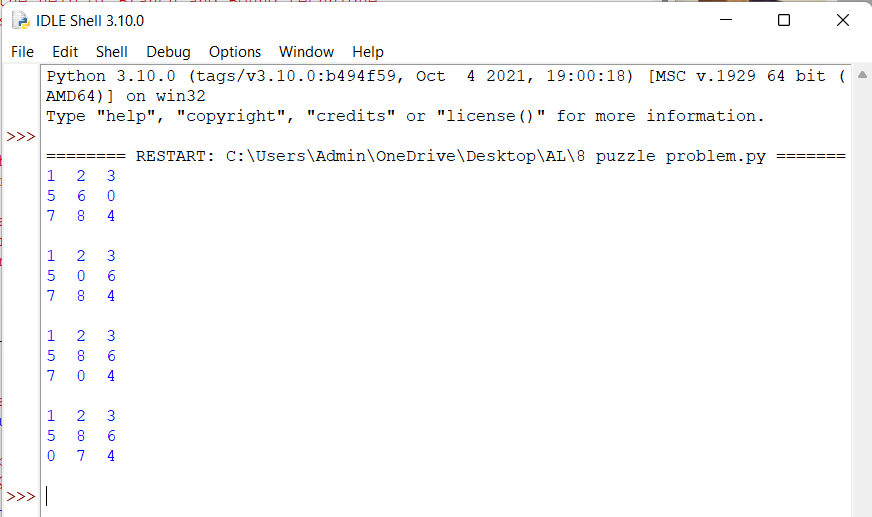 IDLE Shell 3.10.0
File Edit Shell Debug Options Window Help
Python 3.10.0 (tags/v3.10.0:b494f59, Oct  4 2021, 19:00:18) [MSC v.1929 64 bit (
AMD64)] on win32
Type "help", "copyright", "credits" or "license()" for more information.
>>>
======== RESTART: C:\Users\Admin\OneDrive\Desktop\AL\8 puzzle problem.py =======
1 2 3
5 6 0
7 8 4
1 2 3
5 0 6
7 8 4
1 2 3
5 8 6
7 0 4
1 2 3
5 8 6
0 7 4
>>>